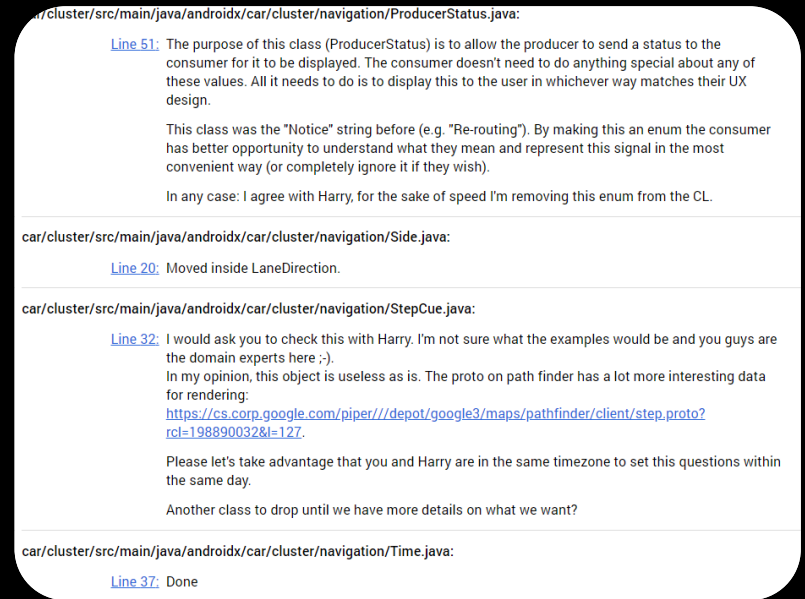 r/cluster/src/main/java/androidx/car/cluster/navigation/ProducerStatus.java:
Line 51: The purpose of this class (ProducerStatus) is to allow the producer to send a status to the
consumer for it to be displayed. The consumer doesn't need to do anything special about any of
these values. All it needs to do is to display this to the user in whichever way matches their UX
design.
This class was the "Notice" string before (e.g. "Re-routing"). By making this an enum the consumer
has better opportunity to understand what they mean and represent this signal in the most
convenient way (or completely ignore it if they wish).
In any case: I agree with Harry, for the sake of speed I'm removing this enum from the CL.
car/cluster/src/main/java/androidx/car/cluster/navigation/Side.java:
Line 20: Moved inside LaneDirection.
car/cluster/src/main/java/androidx/car/cluster/navigation/StepCue.java:
Line 32: I would ask you to check this with Harry. I'm not sure what the examples would be and you guys are
the domain experts here ;-).
In my opinion, this object is useless as is. The proto on path finder has a lot more interesting data
for rendering:
https://cs.corp.google.com/piper///depot/google3/maps/pathfinder/client/step.proto?
rcl=198890032&l=127.
Please let's take advantage that you and Harry are in the same timezone to set this questions within
the same day.
Another class to drop until we have more details on what we want?
car/cluster/src/main/java/androidx/car/cluster/navigation/Time.java:
Line 37: Done